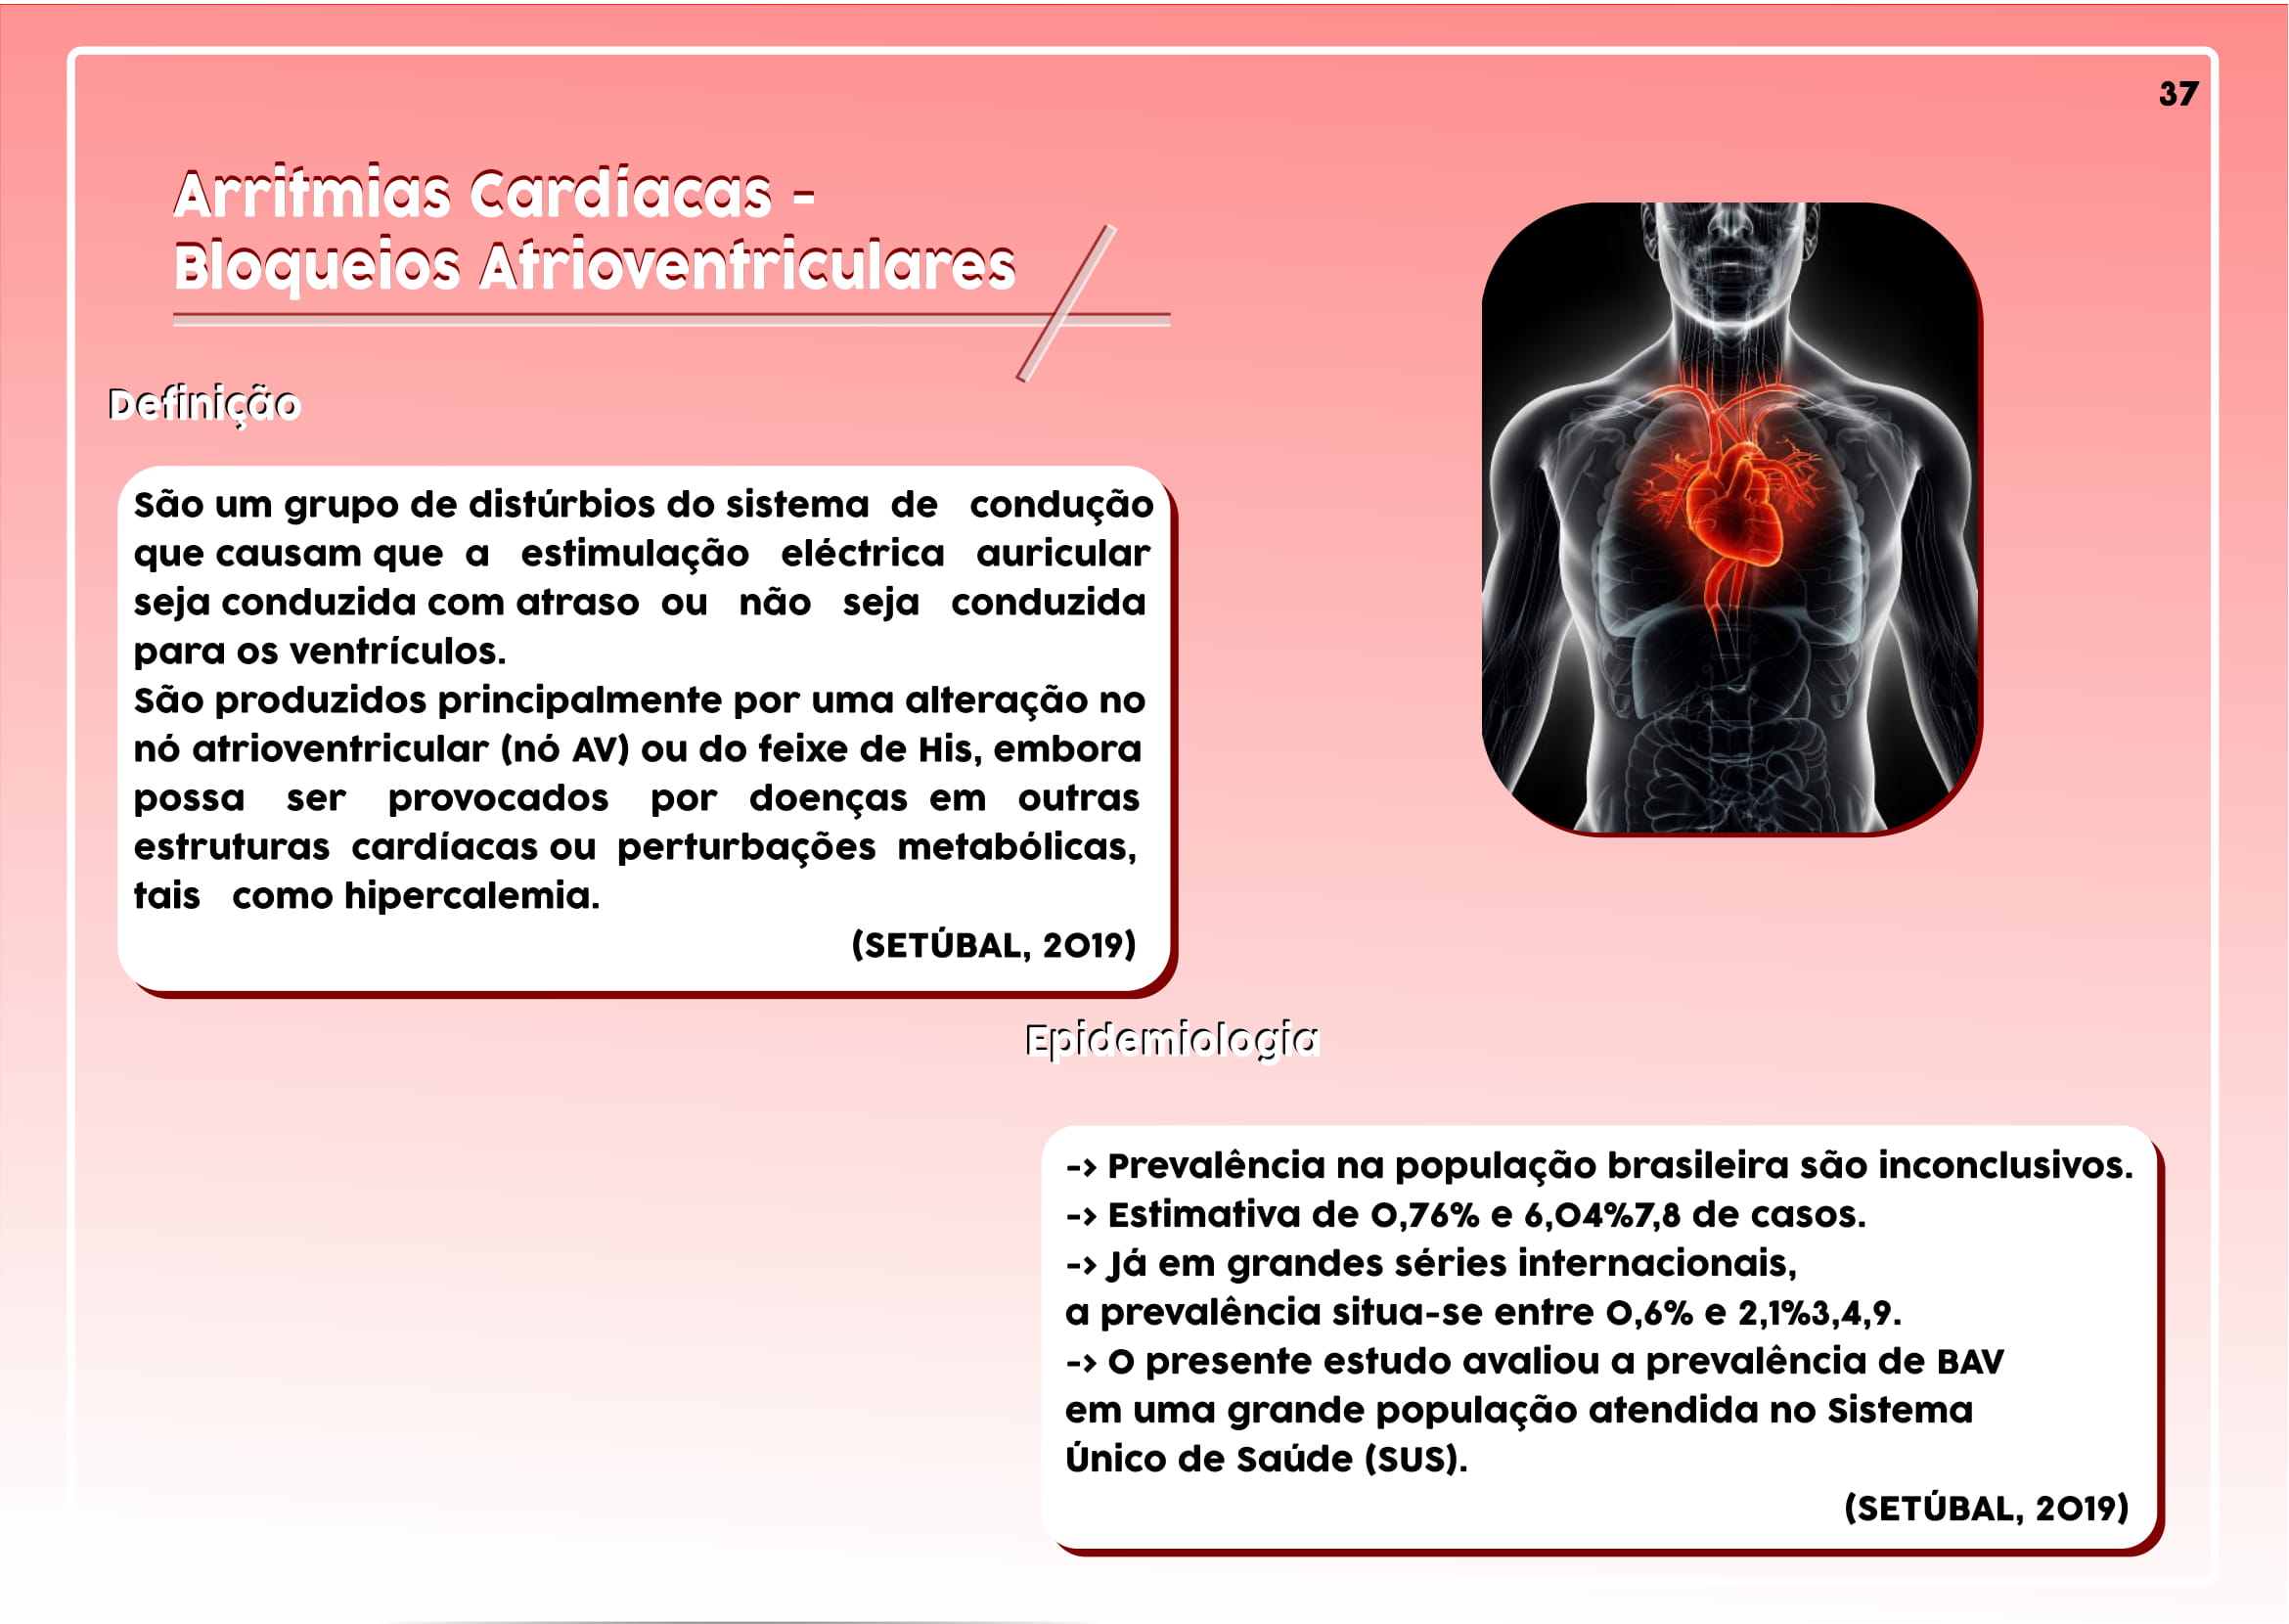 37
Arritmias Cardíacas -
Bloqueios Atrioventriculares
Definição
São um grupo de distúrbios do sistema de condução
que causam que a estimulação eléctrica auricular
seja conduzida com atraso ou não seja conduzida
para os ventrículos.
São produzidos principalmente por uma alteração no
nó atrioventricular (nó AV) ou do feixe de His, embora
possa ser provocados por doenças em outras
estruturas cardíacas ou perturbações metabólicas,
tais como hipercalemia.
(SETÚBAL, 2019)
Epidemiologia
-> Prevalência na população brasileira são inconclusivos.
-> Estimativa de 0,76% e 6,04%7,8 de casos.
-> Já em grandes séries internacionais,
a prevalência situa-se entre 0,6% e 2,1%3,4,9.
-> O presente estudo avaliou a prevalência de BAV
em uma grande população atendida no Sistema
Único de Saúde (SUS).
(SETÚBAL, 2019)